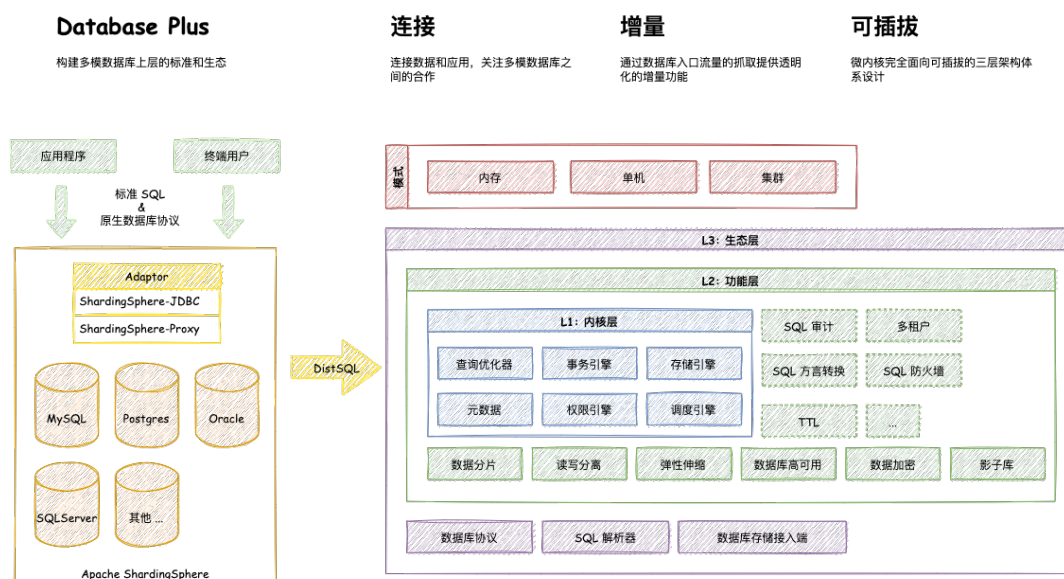 Database Plus
构建多模数据库上层的标准和生态
连接
连接数据和应用，关注多模数据库之
间的合作
增量
通过数据库入口流量的抓取提供透明
化的增量功能
可插拔
微内核完全面向可插拔的三层架构体
系设计
应用程序
终端用户
标准 SQL
&
原生数据库协议
Adaptor
ShardingSphere-JDBC
ShardingSphere-Proxy
MySQL
Postgres
Oracle
SQLServer
其他 ...
Apache ShardingSphere
DistSQL
模式
内存
单机
集群
L3：生态层
L2：功能层
L1：内核层
查询优化器
事务引擎
存储引擎
元数据
权限引擎
调度引擎
SQL 审计
多租户
SQL 方言转换
SQL 防火墙
TTL
...
数据分片
读写分离
弹性伸缩
数据库高可用
数据加密
影子库
数据库协议
SQL 解析器
数据库存储接入端